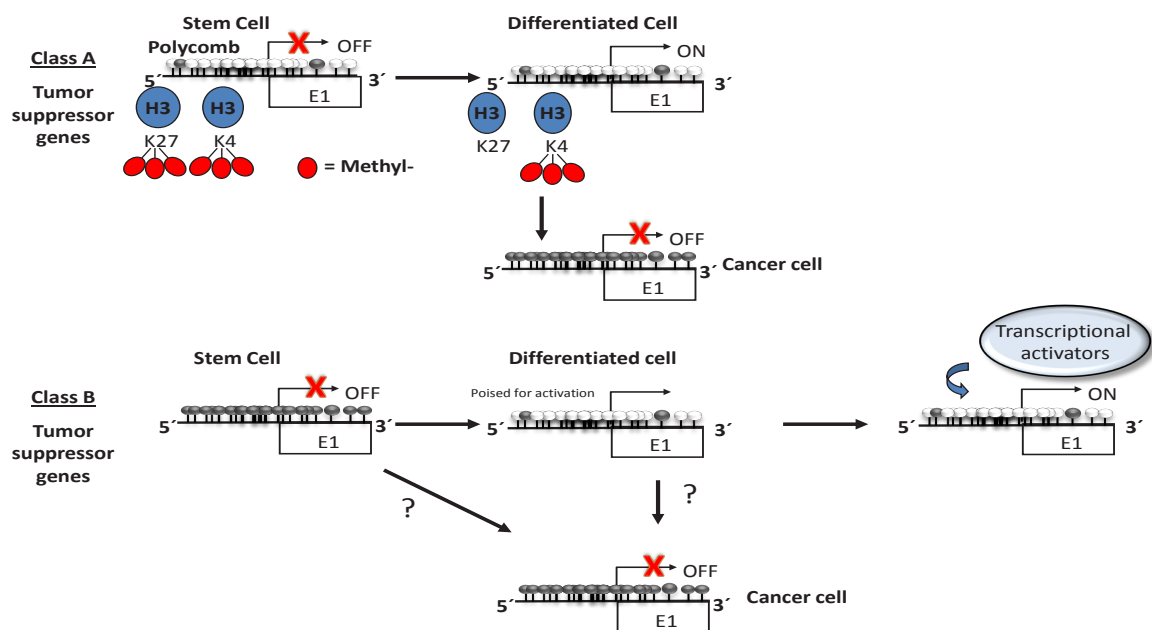 Stem Cell
Polycomb
OFF
Class A
Tumor
suppressor
genes
5´
3´
E1
H3
H3
K27
K4
= Methyl-
Differentiated Cell
ON
5´
3´
E1
H3
H3
K27
K4
OFF
5´
3´
E1
Cancer cell
Class B
Tumor
suppressor
genes
Stem Cell
OFF
5´
3´
E1
Differentiated cell
Poised for activation
5´
3´
E1
Transcriptional
activators
ON
5´
3´
E1
?
?
OFF
5´
3´
E1
Cancer cell